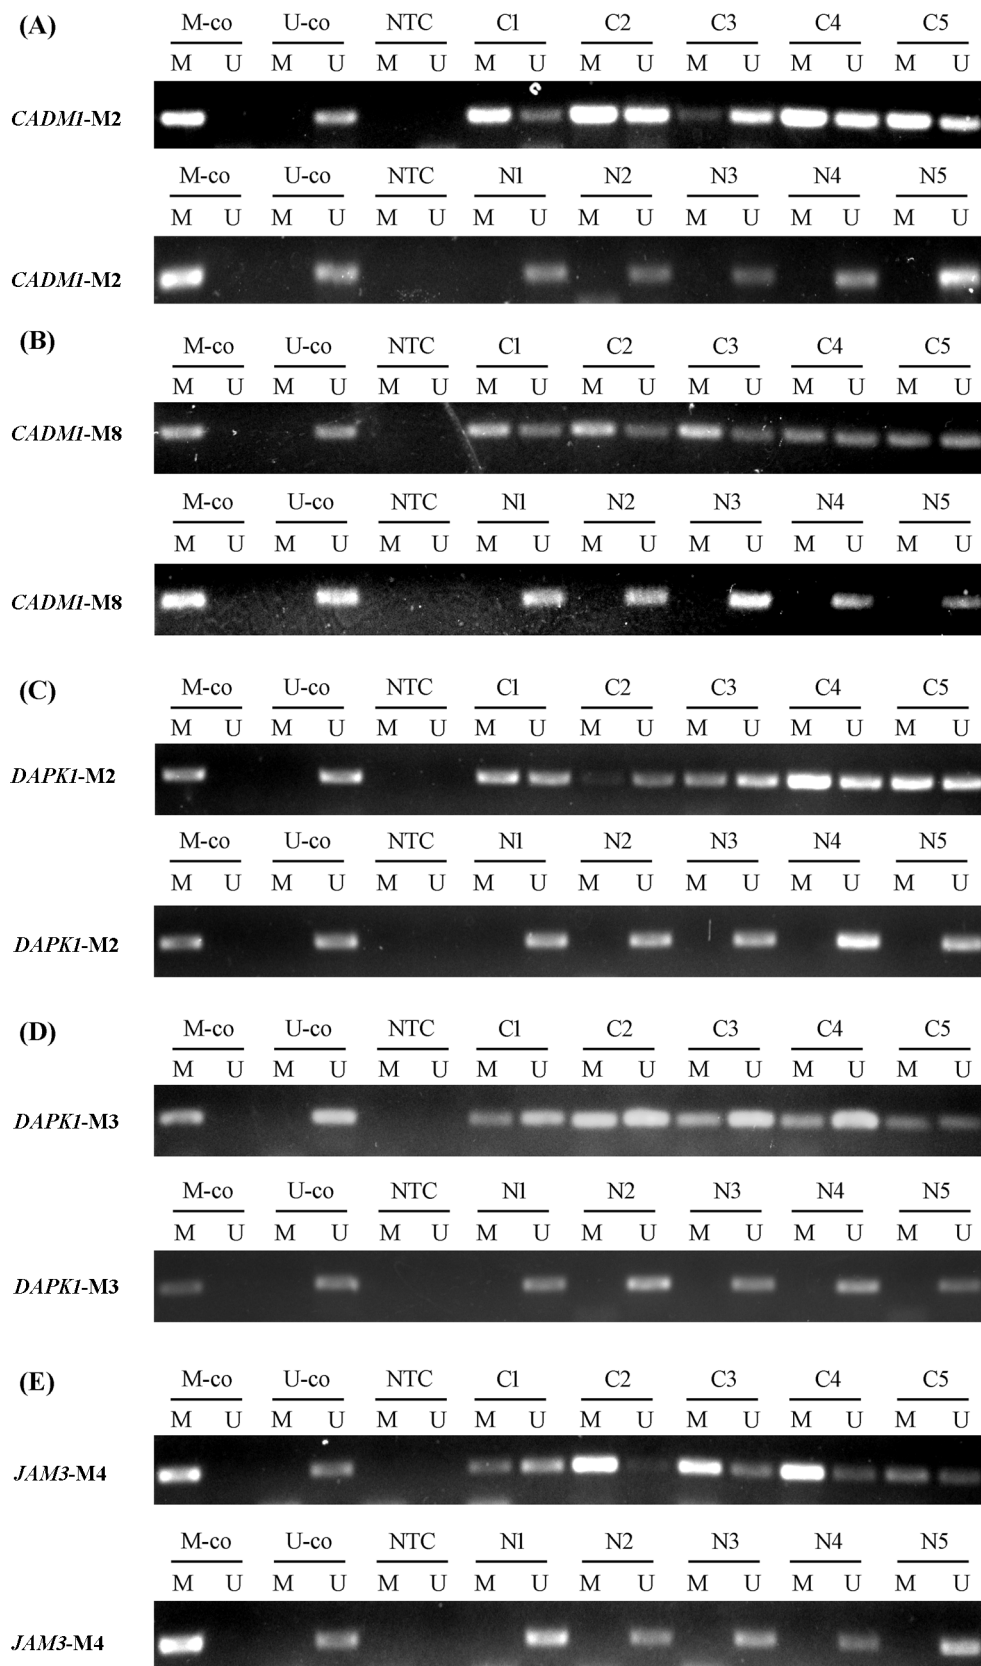 (A) M-co U-co NTC C1 C2 C3 C4 C5
M U M U M U M U M U M U M U M U
CADM1-M2
M-co U-co NTC N1 N2 N3 N4 N5
M U M U M U M U M U M U M U M U
CADM1-M2
(B) M-co U-co NTC C1 C2 C3 C4 C5
M U M U M U M U M U M U M U M U
CADM1-M8
M-co U-co NTC N1 N2 N3 N4 N5
M U M U M U M U M U M U M U M U
CADM1-M8
(C) M-co U-co NTC C1 C2 C3 C4 C5
M U M U M U M U M U M U M U M U
DAPK1-M2
M-co U-co NTC N1 N2 N3 N4 N5
M U M U M U M U M U M U M U M U
DAPK1-M2
(D) M-co U-co NTC C1 C2 C3 C4 C5
M U M U M U M U M U M U M U M U
DAPK1-M3
M-co U-co NTC N1 N2 N3 N4 N5
M U M U M U M U M U M U M U M U
DAPK1-M3
(E) M-co U-co NTC C1 C2 C3 C4 C5
M U M U M U M U M U M U M U M U
JAM3-M4
M-co U-co NTC N1 N2 N3 N4 N5
M U M U M U M U M U M U M U M U
JAM3-M4